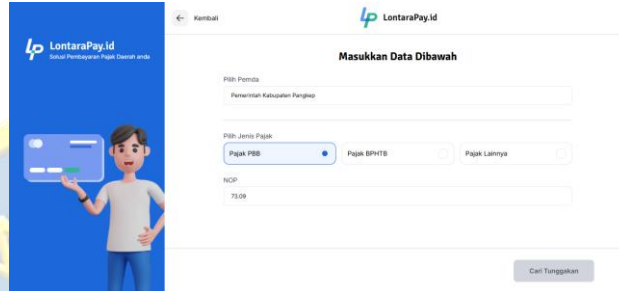 LontaraPay.id
Solusi Pembayaran Pajak Daerah anda
Kembali
LontaraPay.id
Masukkan Data Dibawah
Pilih Pemda
Pemerintah Kabupaten Pangkep
Pilih Jenis Pajak
Pajak PBB
Pajak BPHTB
Pajak Lainnya
NOP
73.09
Cari Tunggakan